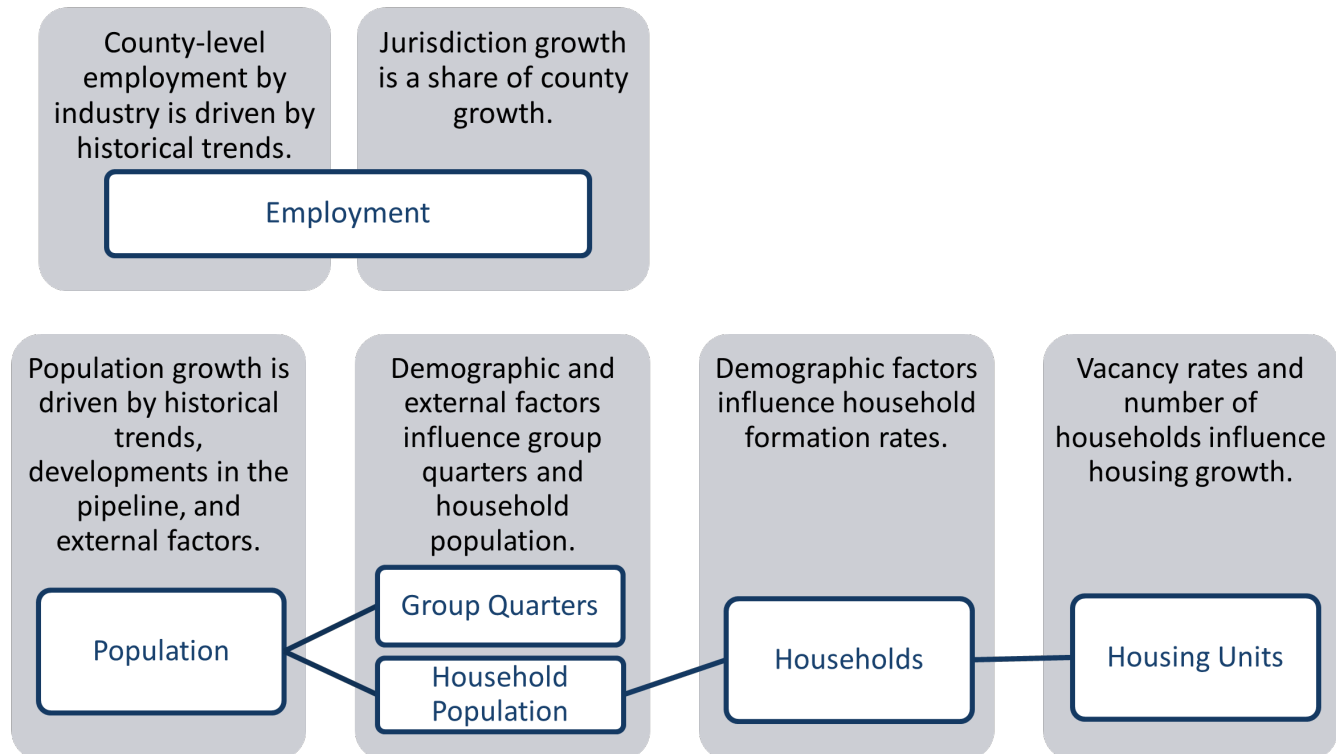 County-level
employment by
industry is driven by
historical trends.
Jurisdiction growth
is a share of county
growth.
Employment
Population growth is
driven by historical
trends,
developments in the
pipeline, and
external factors.
Population
Demographic and
external factors
influence group
quarters and
household
population.
Group Quarters
Household
Population
Demographic factors
influence household
formation rates.
Households
Vacancy rates and
number of
households influence
housing growth.
Housing Units